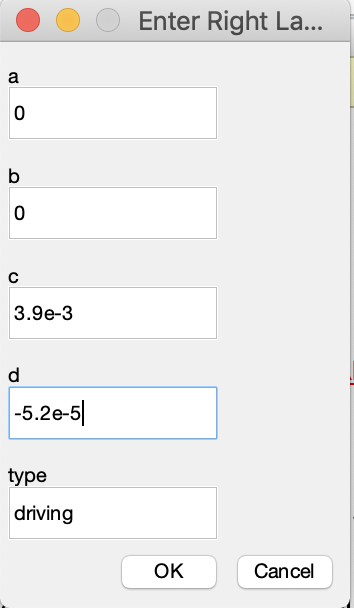 Enter Right La...
a
0
b
0
c
3.9e-3
d
-5.2e-5
type
driving
OK
Cancel